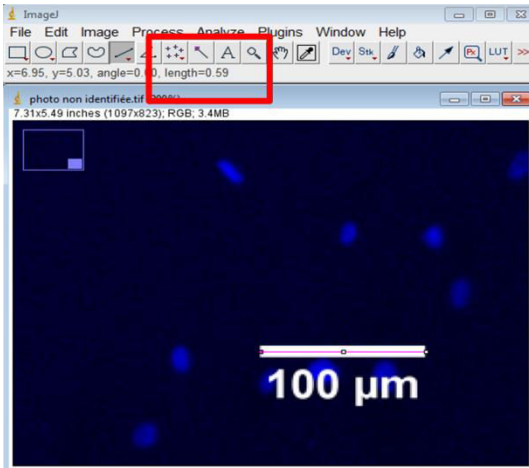 ImageJ
File Edit Image Process Analyze Plugins Window Help
A Dev Stk Px LUT >>
x=6.95, y=5.03, angle=0.00, length=0.59
photo non identifiée.tif
7.31x5.49 inches (1097x823); RGB; 3.4MB
100 µm